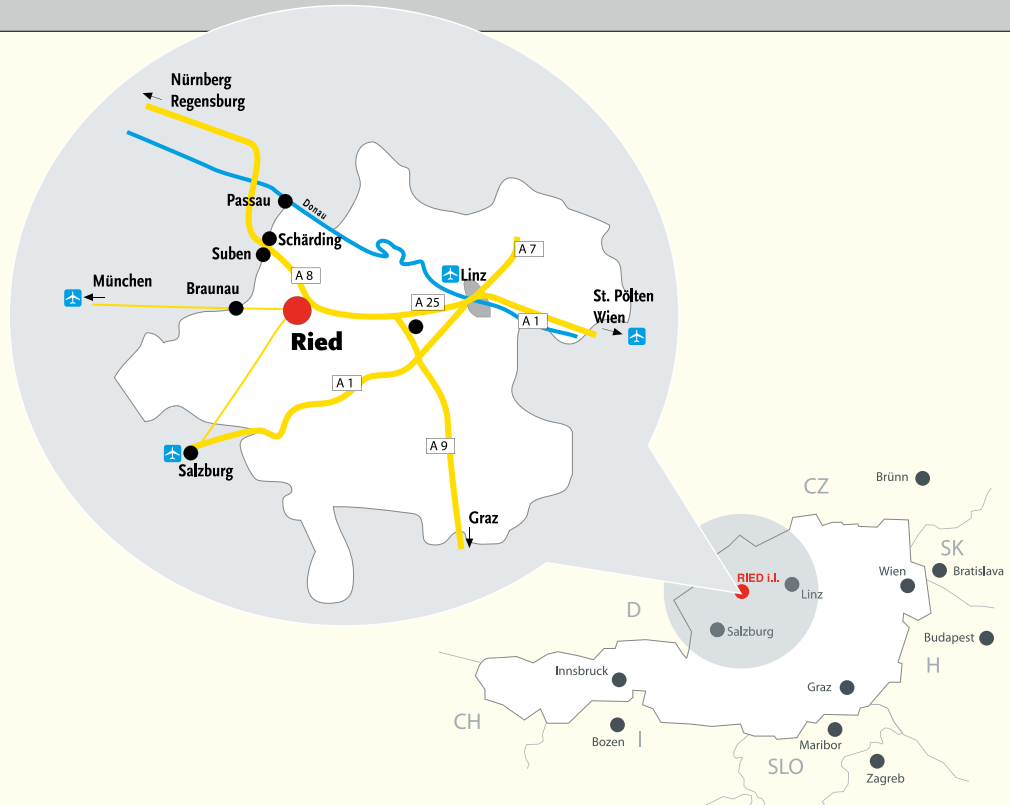 Nürnberg
Regensburg
Passau
Donau
Schärding
Suben
A 8
A 7
Linz
München
Braunau
A 25
St. Pölten
Wien
A 1
Ried
A 1
A 9
Salzburg
Graz
CZ
Brünn
SK
RIED i.I.
Wien
Bratislava
Linz
D
Salzburg
Budapest
H
Innsbruck
Graz
CH
Bozen
I
Maribor
SLO
Zagreb